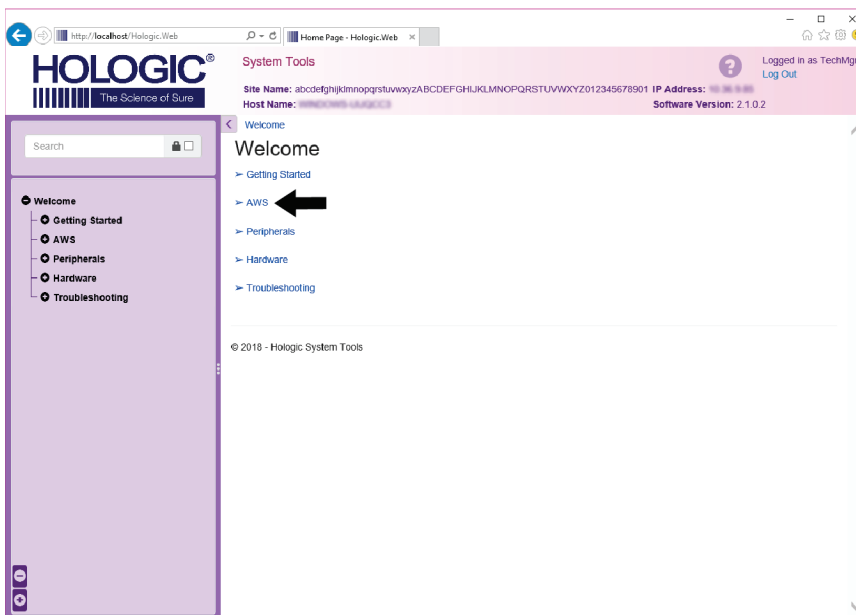 http://localhost/Hologic.Web
Home Page - Hologic.Web
HOLOGIC®
The Science of Sure
System Tools
Logged in as TechMgr
Log Out
Site Name: abcdefghijklmnopqrstuvwxyzABCDEFGHIJKLMNOPQRSTUVWXYZ012345678901 IP Address:
Host Name: Software Version: 2.1.0.2
Search
Welcome
Getting Started
AWS
Peripherals
Hardware
Troubleshooting
Welcome
Welcome
➢ Getting Started
➢ AWS
➢ Peripherals
➢ Hardware
➢ Troubleshooting
© 2018 - Hologic System Tools